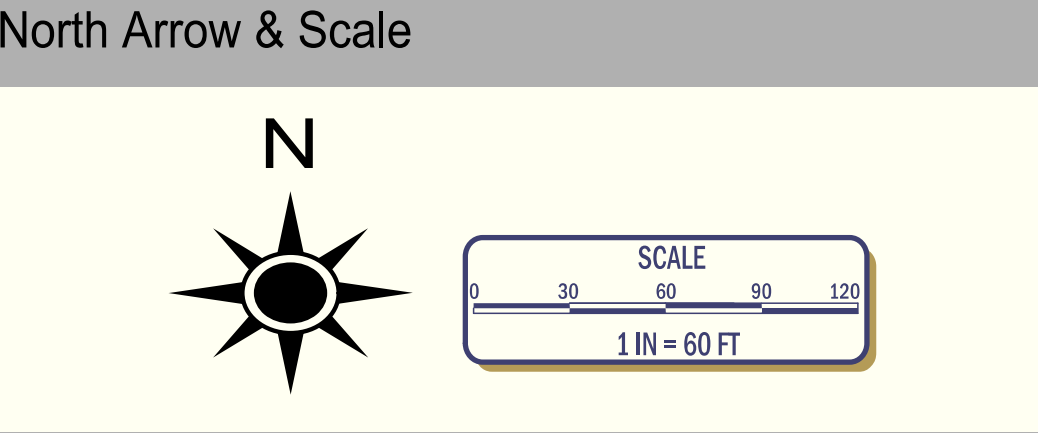 North Arrow & Scale
N
SCALE
0 30 60 90 120
1 IN = 60 FT